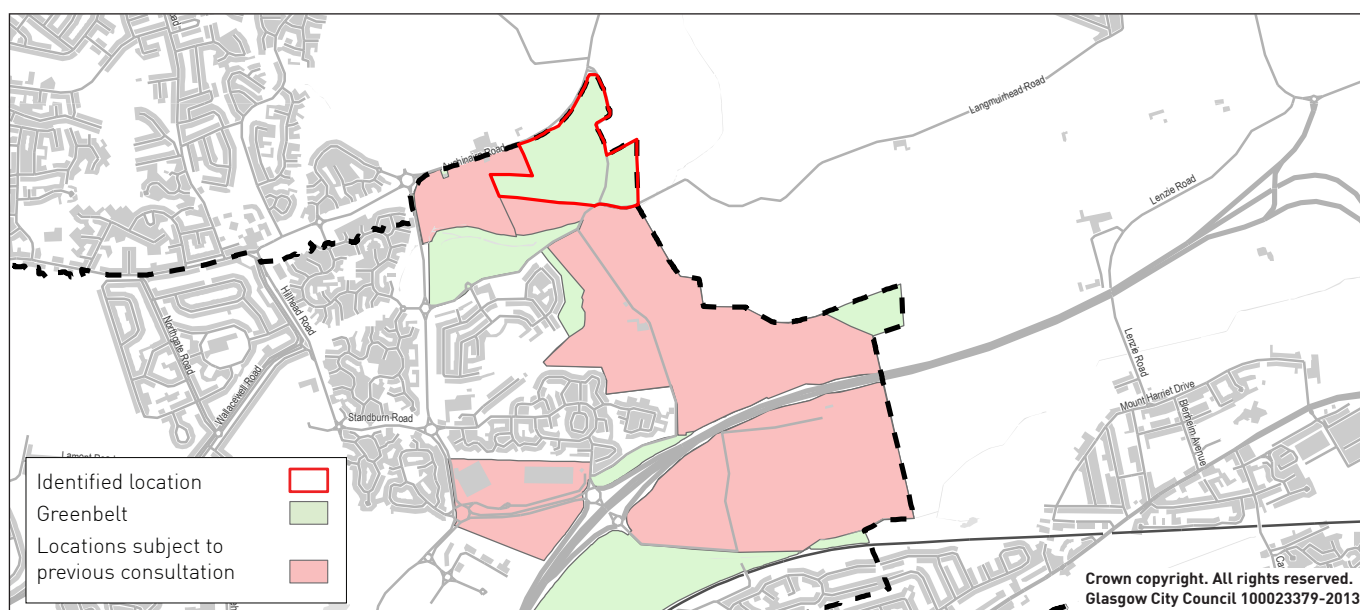 Langmuirhead Road
Auchinairn Road
Lenzie Road
Hillhead Road
Northgate Road
Wallacewell Road
Lenzie Road
Mount Harriet Drive
Blenheim Avenue
Standburn Road
Identified location
Greenbelt
Locations subject to
previous consultation
Crown copyright. All rights reserved.
Glasgow City Council 100023379-2013